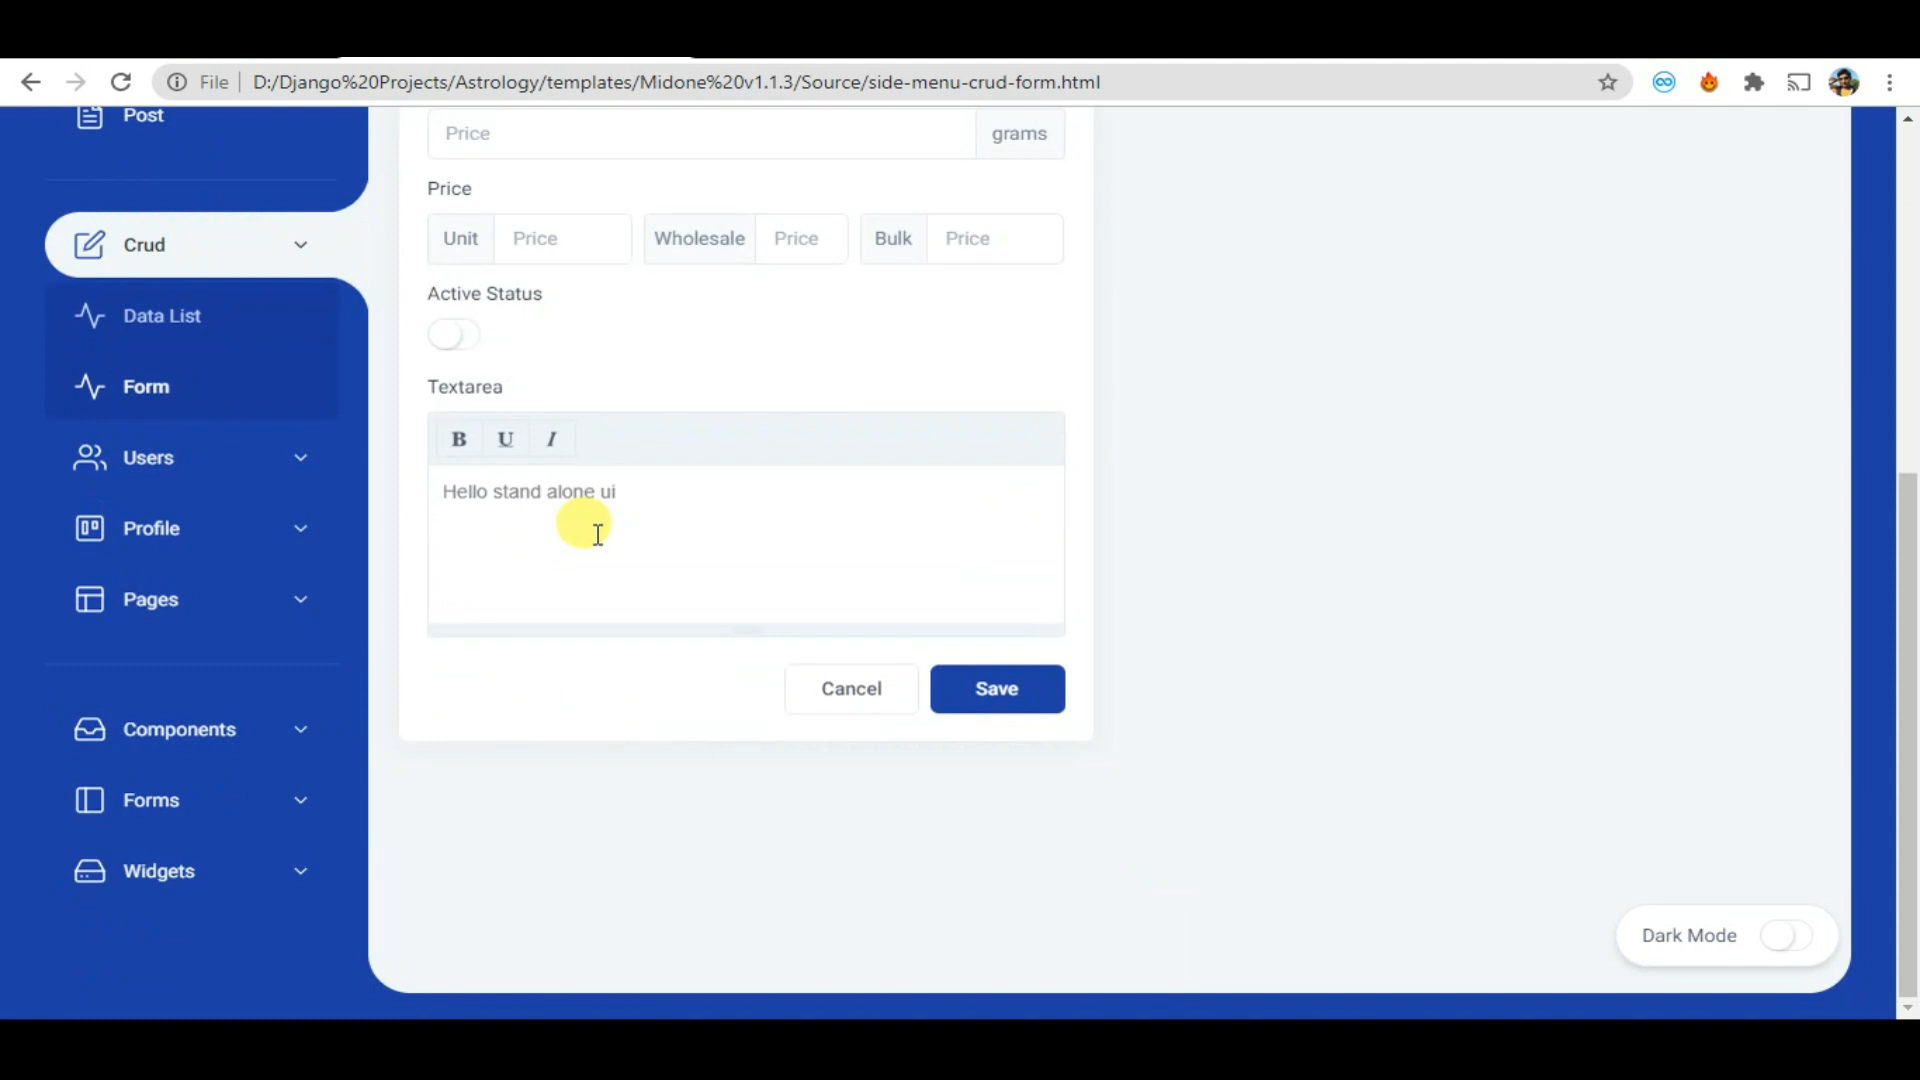 File D:/Django%20Projects/Astrology/templates/Midone%20v1.1.3/Source/side-menu-crud-form.html
Post
Crud
Data List
Form
Users
Profile
Pages
Components
Forms
Widgets
Price grams
Price
Unit Price Wholesale Price Bulk Price
Active Status
Textarea
B U I
Hello stand alone ui
Cancel Save
Dark Mode